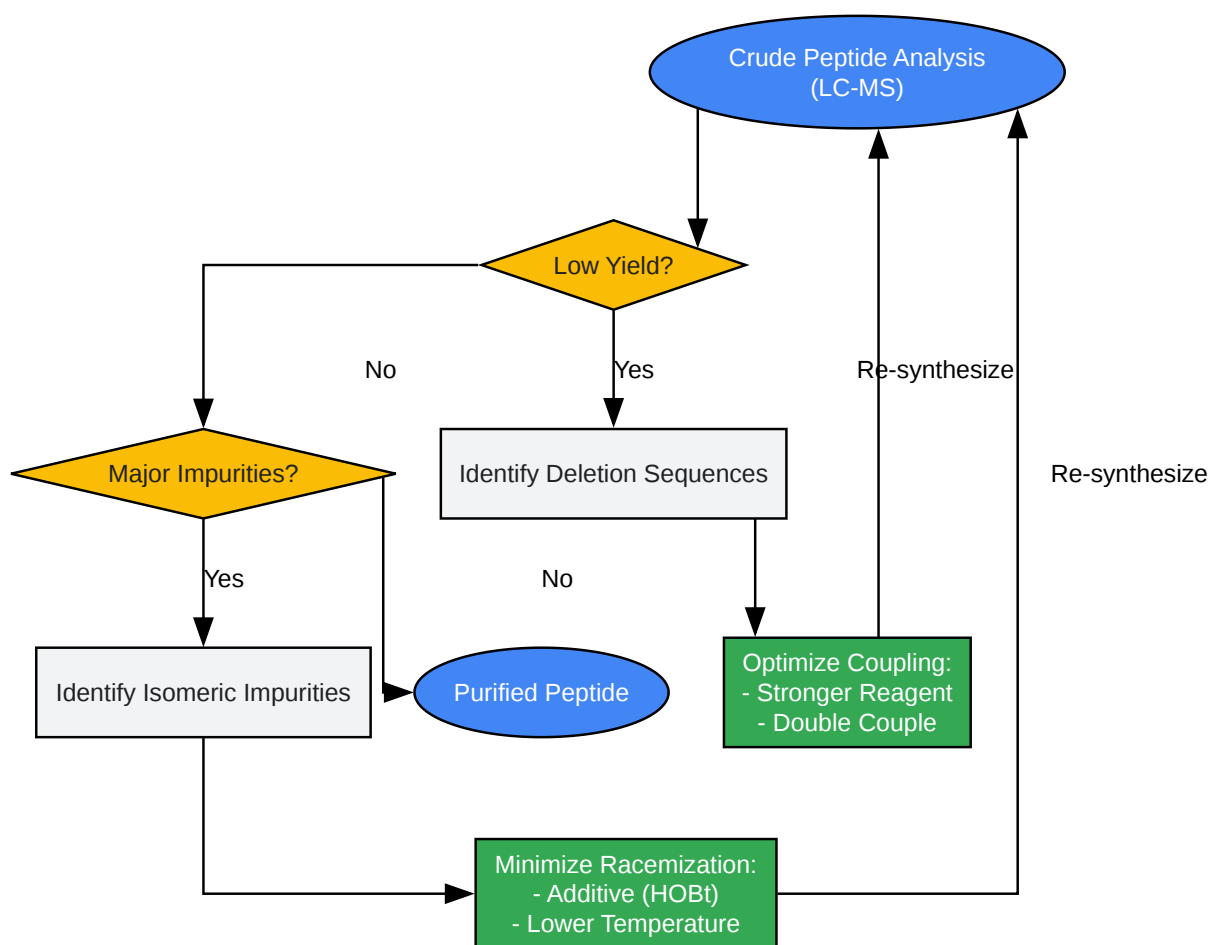 Crude Peptide Analysis
(LC-MS)
Low Yield?
No
Yes
Re-synthesize
Major Impurities?
Identify Deletion Sequences
Re-synthesize
Yes
No
Identify Isomeric Impurities
Purified Peptide
Optimize Coupling:
- Stronger Reagent
- Double Couple
Minimize Racemization:
- Additive (HOBt)
- Lower Temperature